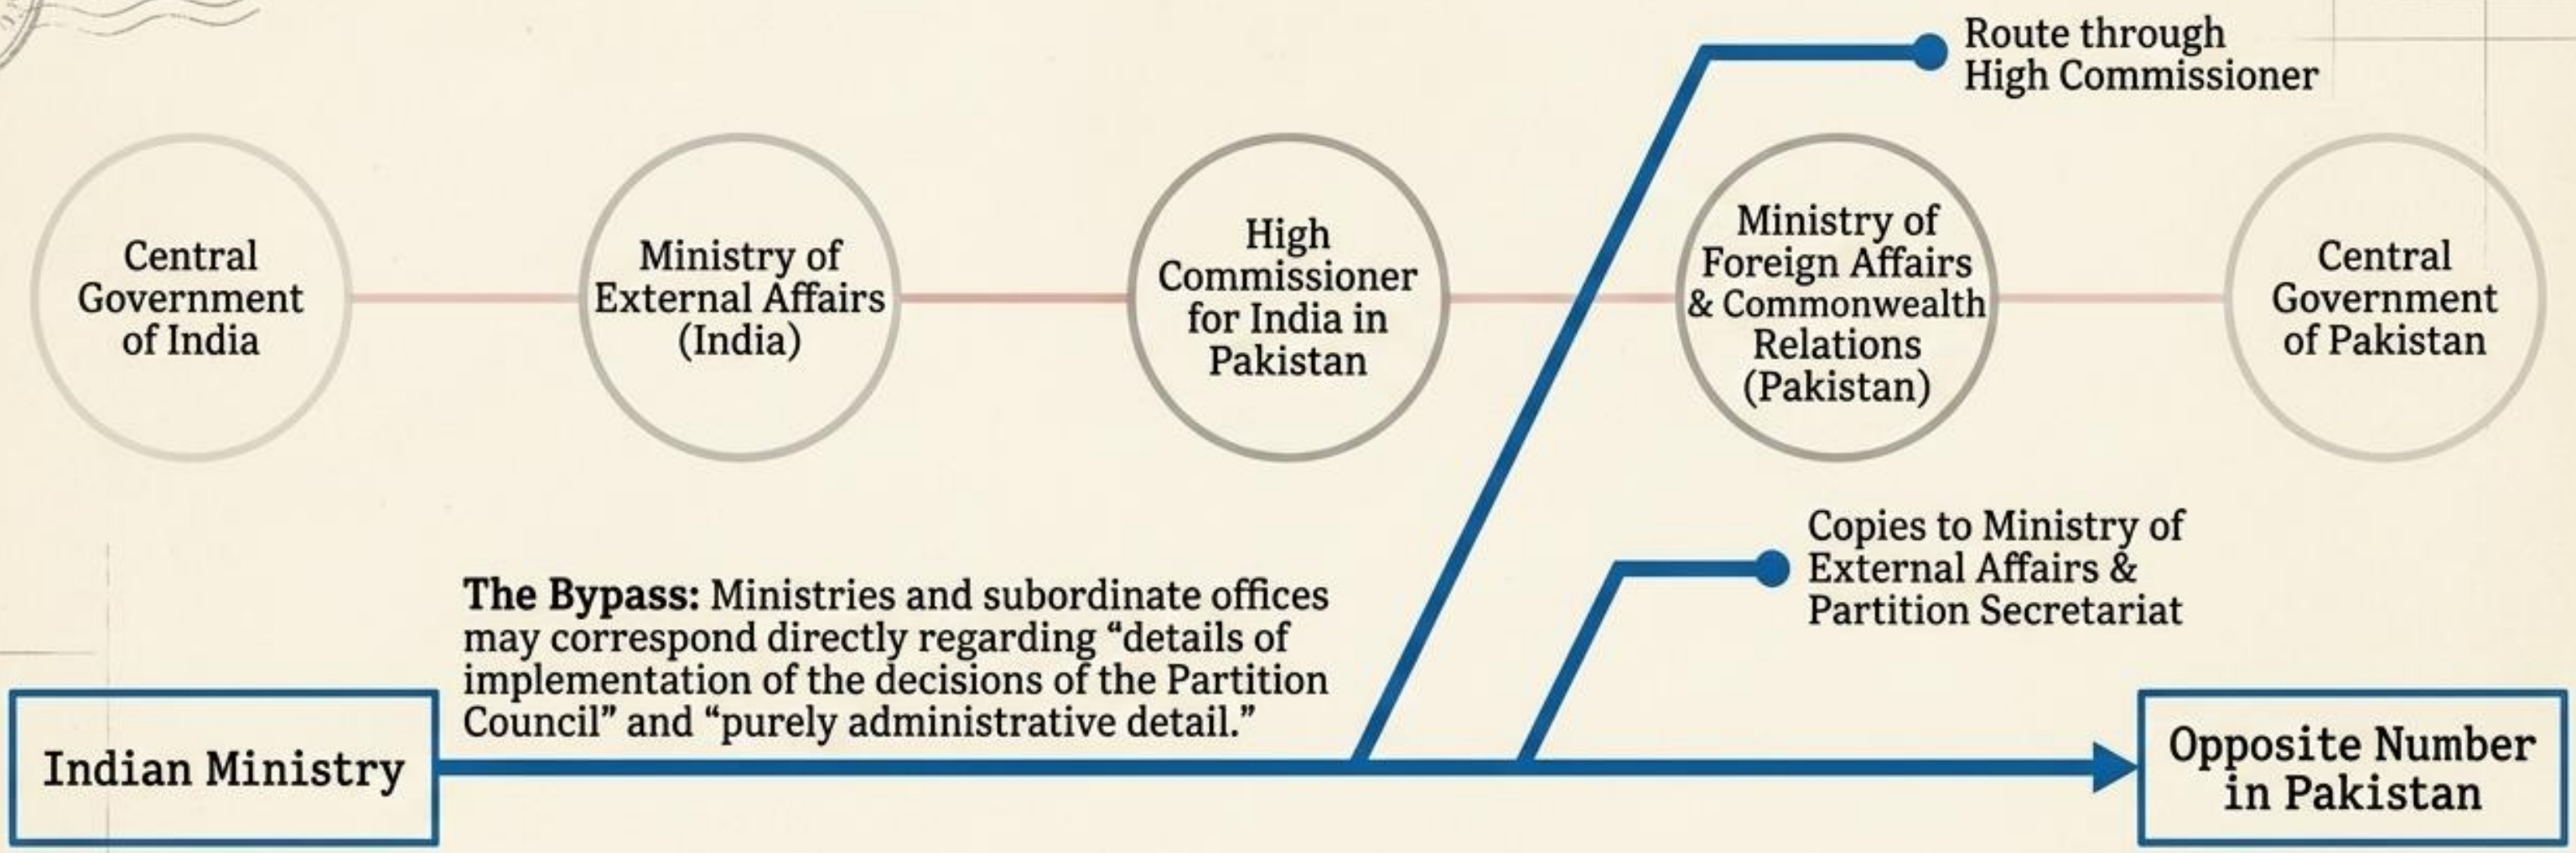 Route through
High Commissioner
Central
Government
of India
Ministry of
External Affairs
(India)
High
Commissioner
for India in
Pakistan
Ministry of
Foreign Affairs
& Commonwealth
Relations
(Pakistan)
Central
Government
of Pakistan
Copies to Ministry of
External Affairs &
Partition Secretariat
The Bypass: Ministries and subordinate offices
may correspond directly regarding “details of
implementation of the decisions of the Partition
Council” and “purely administrative detail.”
Indian Ministry
Opposite Number
in Pakistan